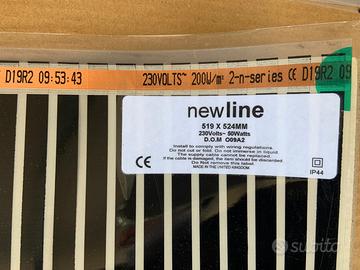 D19R2 09:53:43
230VOLTS~ 200W/m² 2-n-series CE D19R2 09
newline
519 X 524MM
230Volts~ 50Watts
D.O.M O09A2
Install to comply with wiring regulations.
Do not cut. Do not immerse in liquid.
The supply cable cannot be replaced.
If the cable is damaged, the item should be discarded.
Do not Remove this label.
MADE IN THE UNITED KINGDOM
CE
IP44
subito